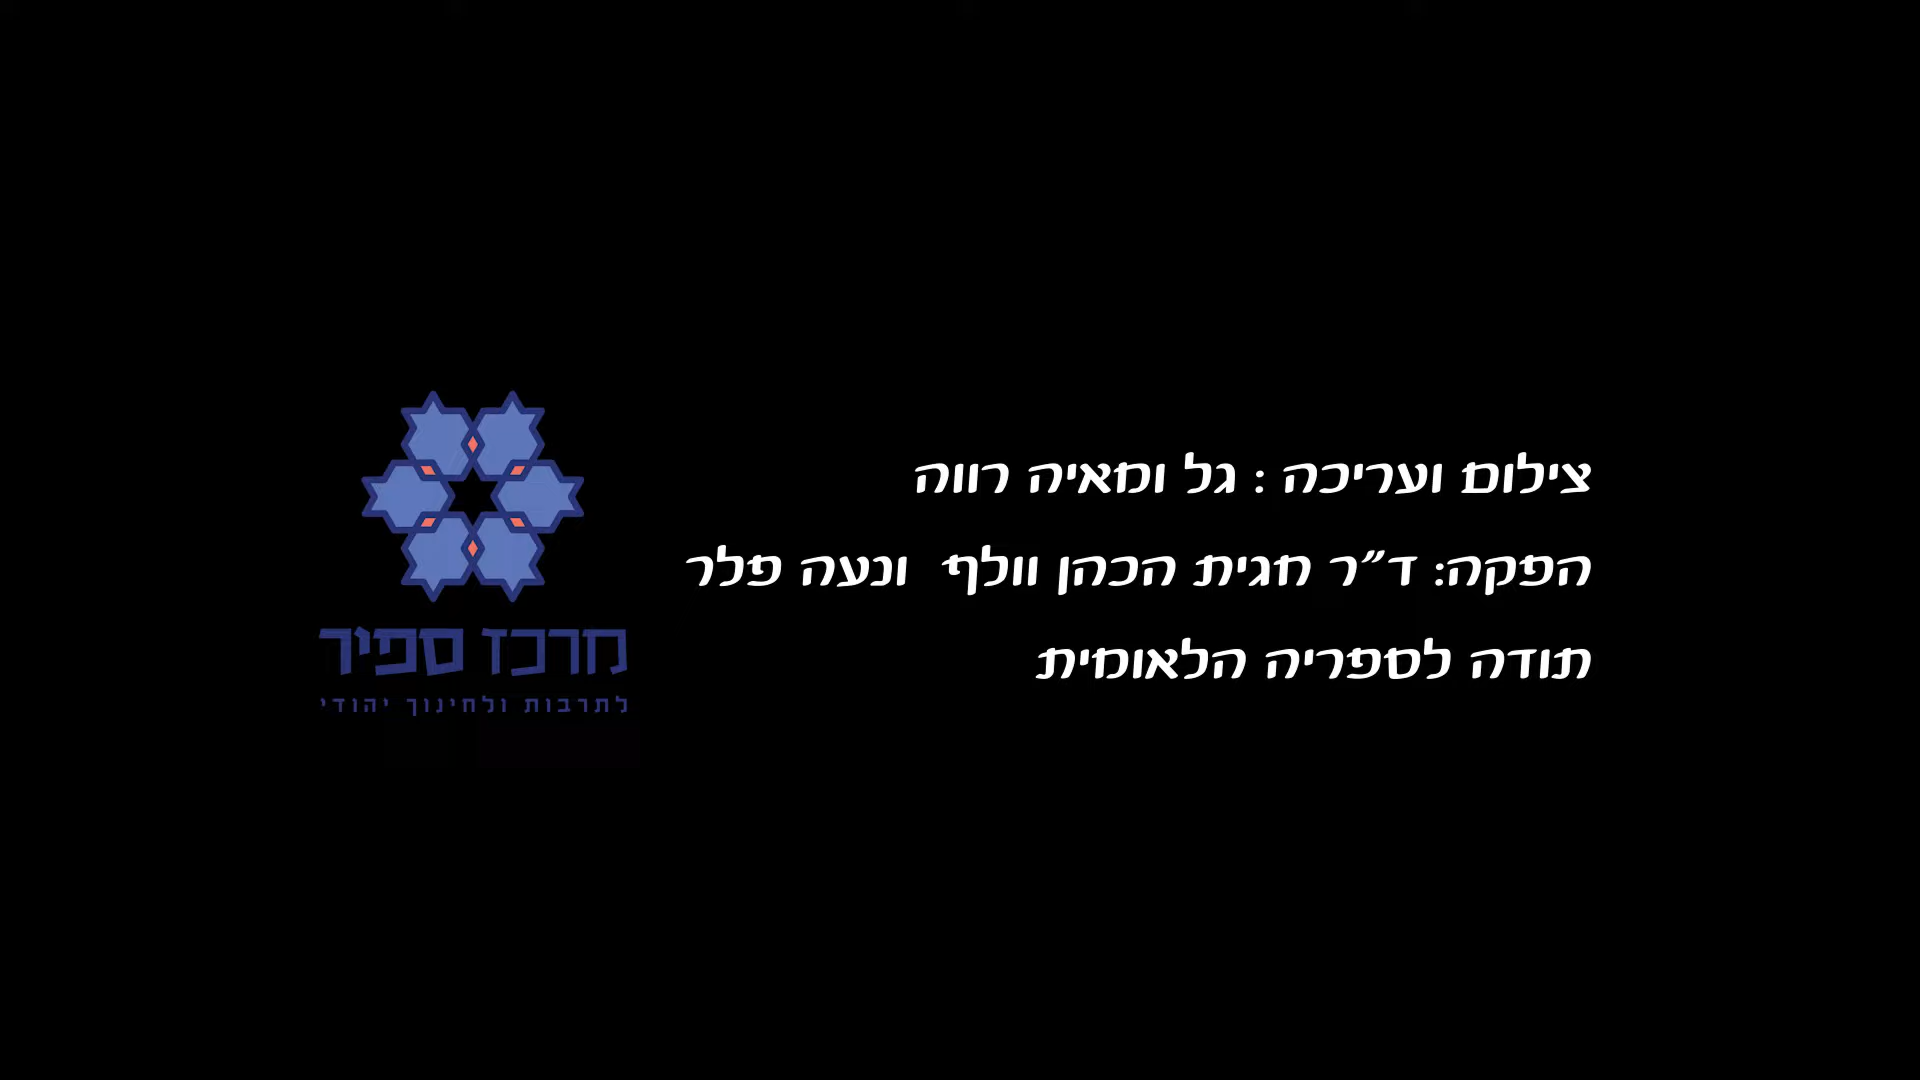 צילום ועריכה : גל ומאיה רווה
הפקה: ד״ר חגית הכהן וולף ונעה פלר
תודה לספריה הלאומית
מרכז ספיר
לתרבות ולחינוך יהודי